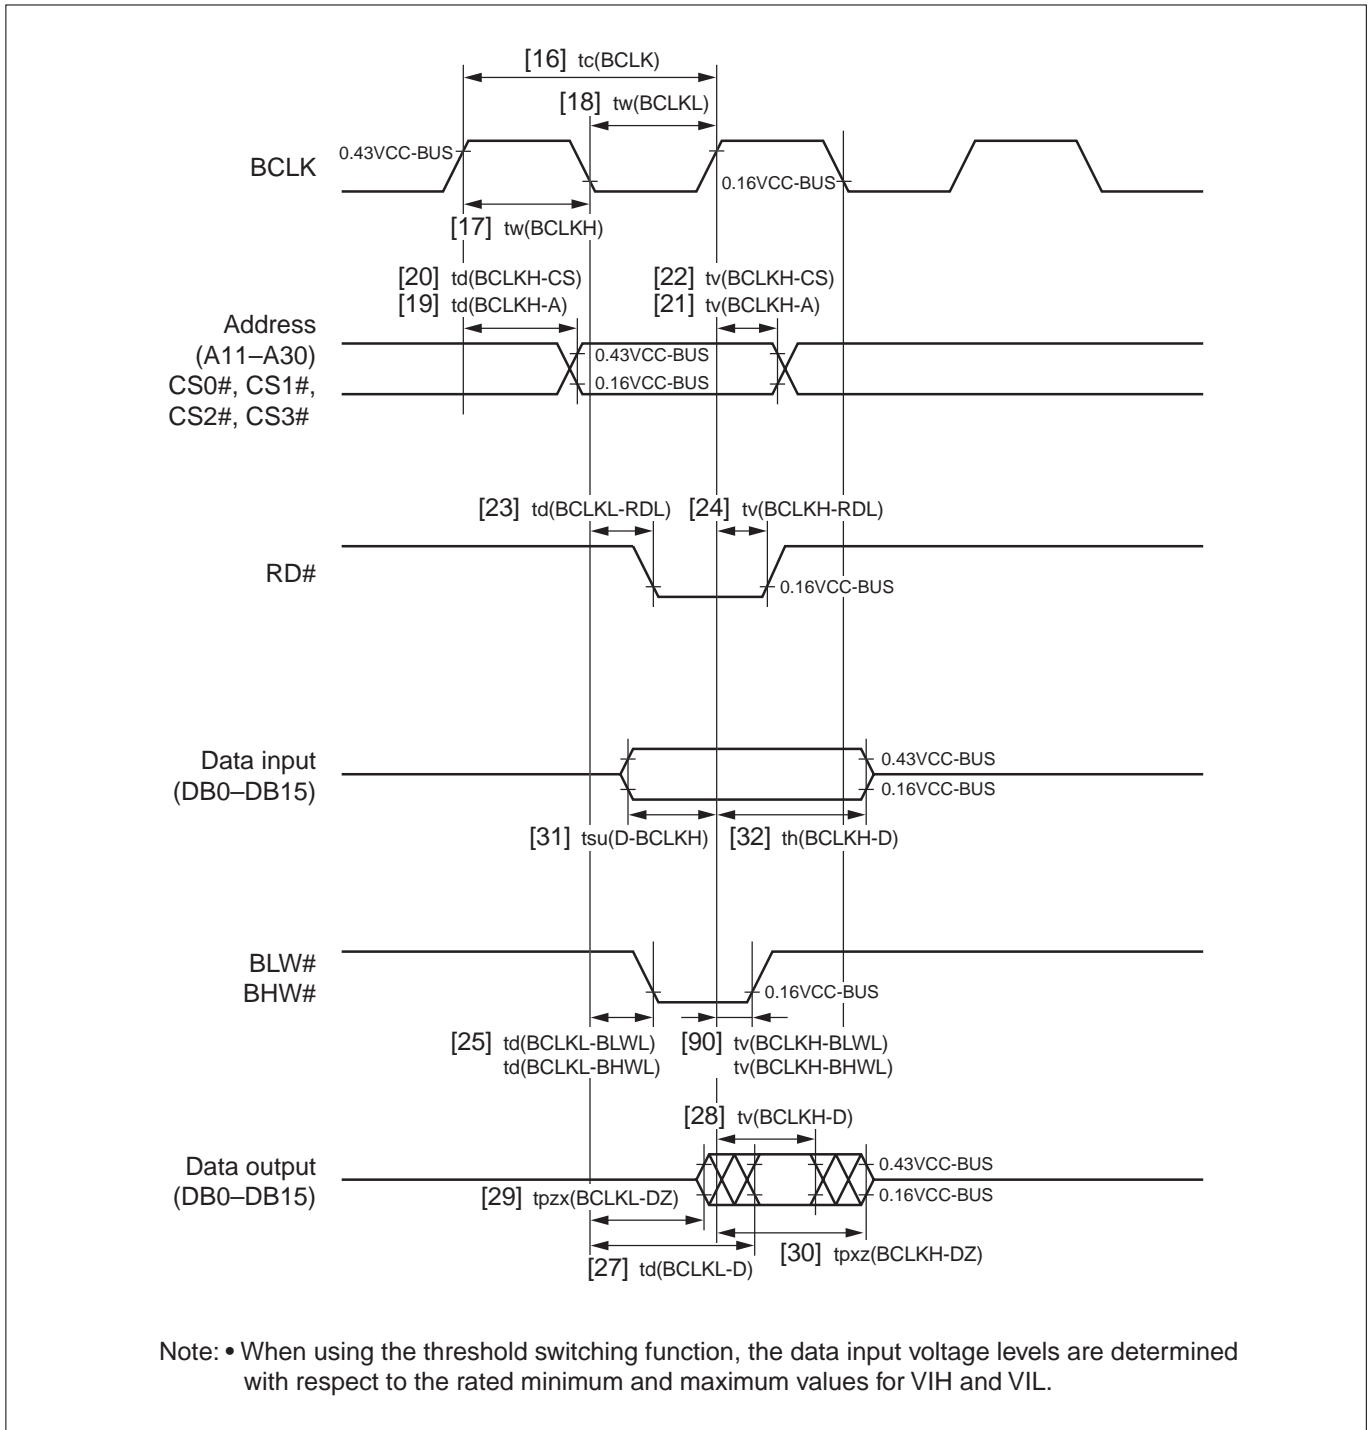 [16] tc(BCLK)
[18] tw(BCLKL)
0.43VCC-BUS
BCLK
0.16VCC-BUS
[17] tw(BCLKH)
[20] td(BCLKH-CS)
[22] tv(BCLKH-CS)
[19] td(BCLKH-A)
[21] tv(BCLKH-A)
Address
(A11–A30)
CS0#, CS1#,
CS2#, CS3#
0.43VCC-BUS
0.16VCC-BUS
[23] td(BCLKL-RDL)
[24] tv(BCLKH-RDL)
RD#
0.16VCC-BUS
Data input
(DB0–DB15)
0.43VCC-BUS
0.16VCC-BUS
[31] tsu(D-BCLKH)
[32] th(BCLKH-D)
BLW#
BHW#
0.16VCC-BUS
[25] td(BCLKL-BLWL)
td(BCLKL-BHWL)
[90] tv(BCLKH-BLWL)
tv(BCLKH-BHWL)
[28] tv(BCLKH-D)
Data output
(DB0–DB15)
0.43VCC-BUS
0.16VCC-BUS
[29] tpzx(BCLKL-DZ)
[27] td(BCLKL-D)
[30] tpxz(BCLKH-DZ)
Note: • When using the threshold switching function, the data input voltage levels are determined
with respect to the rated minimum and maximum values for VIH and VIL.